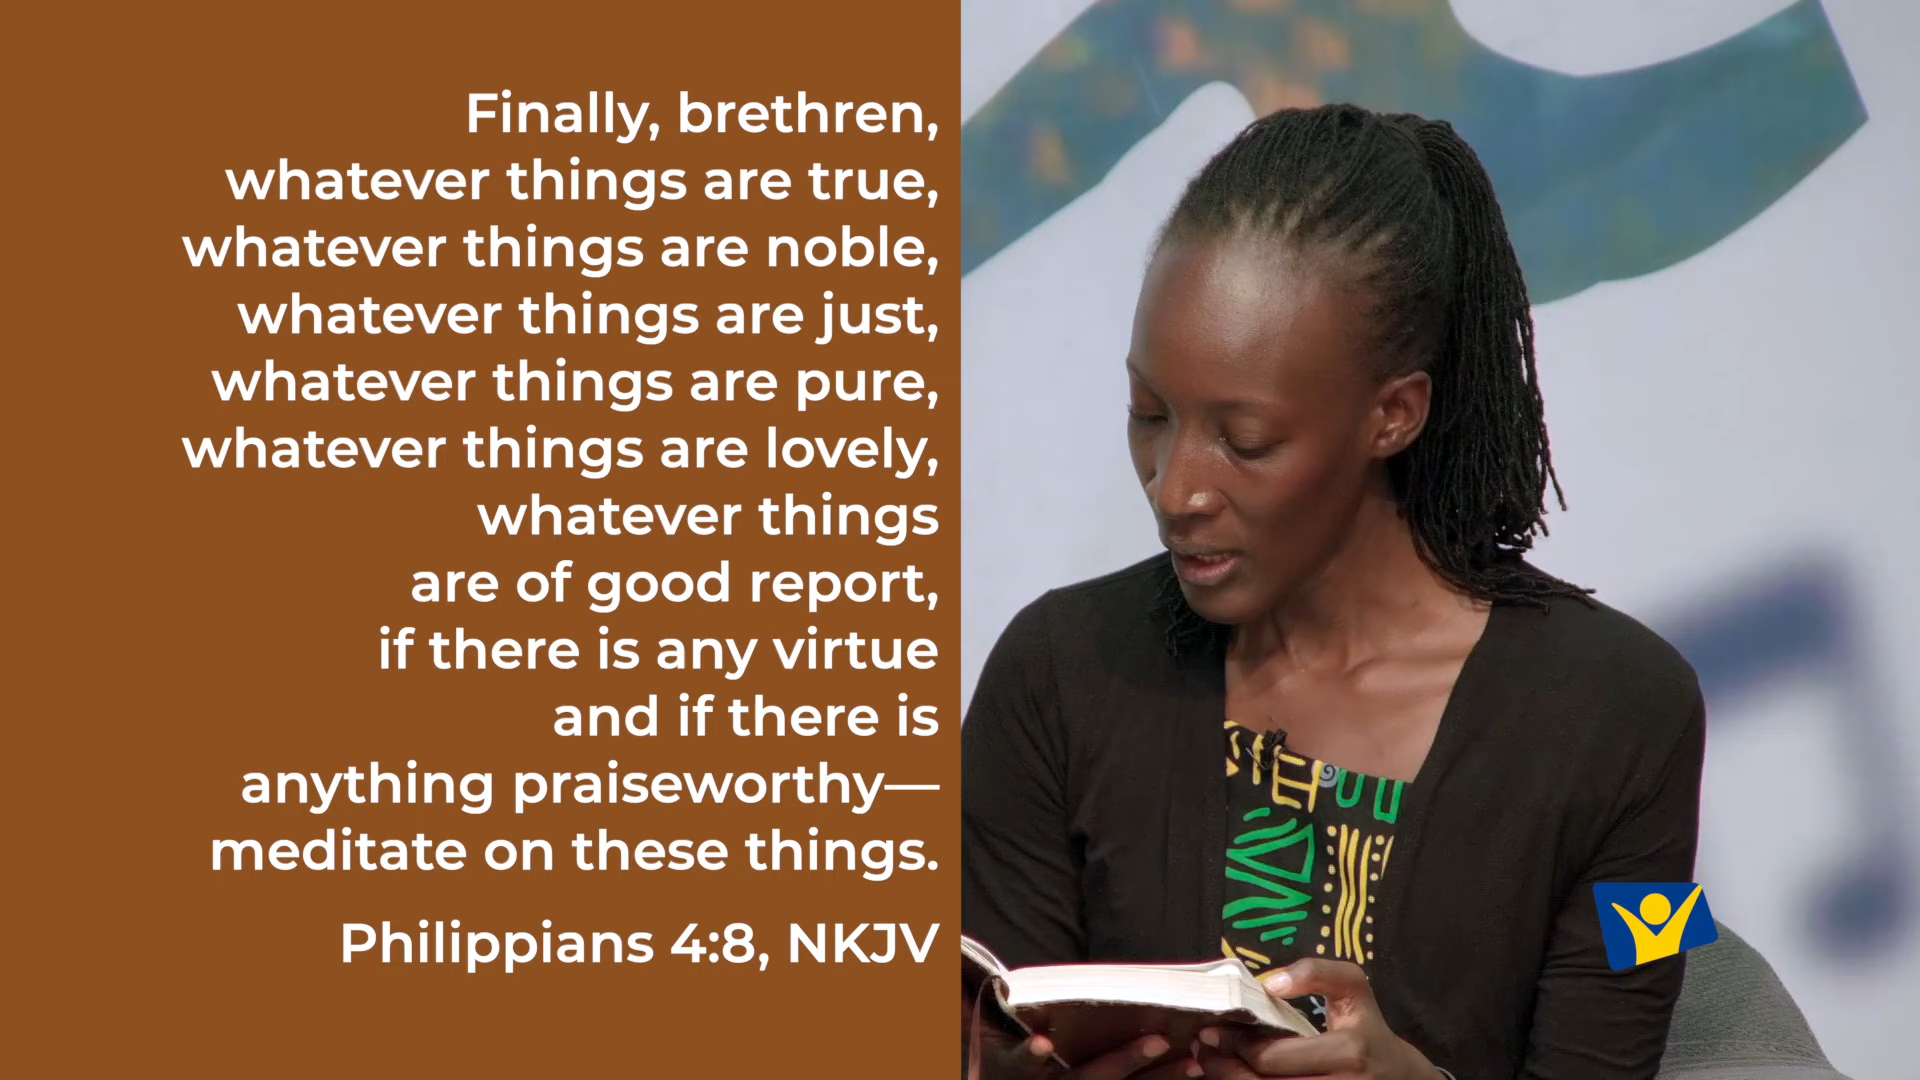 Finally, brethren,
whatever things are true,
whatever things are noble,
whatever things are just,
whatever things are pure,
whatever things are lovely,
whatever things
are of good report,
if there is any virtue
and if there is
anything praiseworthy—
meditate on these things.
Philippians 4:8, NKJV